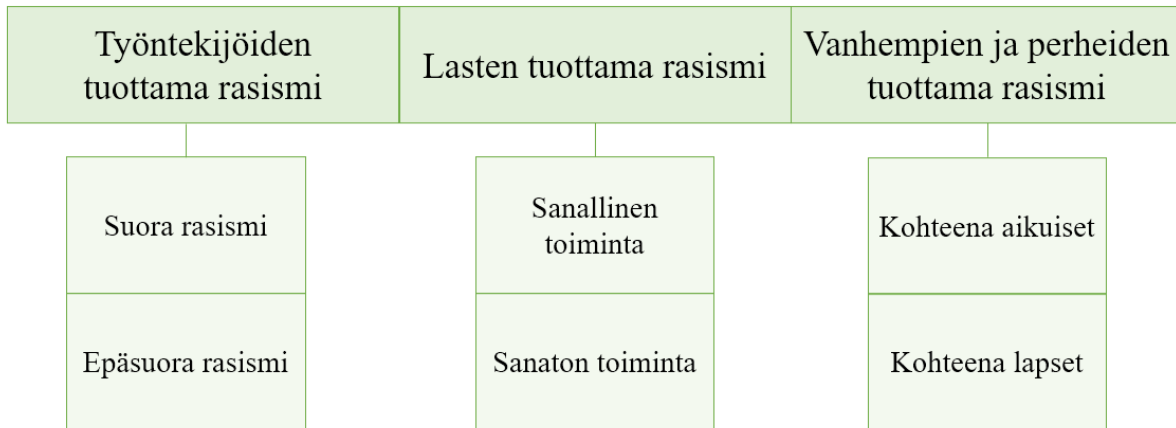 Työntekijöiden
tuottama rasismi
Lasten tuottama rasismi
Vanhempien ja perheiden
tuottama rasismi
Suora rasismi
Sanallinen
toiminta
Kohteena aikuiset
Epäsuora rasismi
Sanaton toiminta
Kohteena lapset